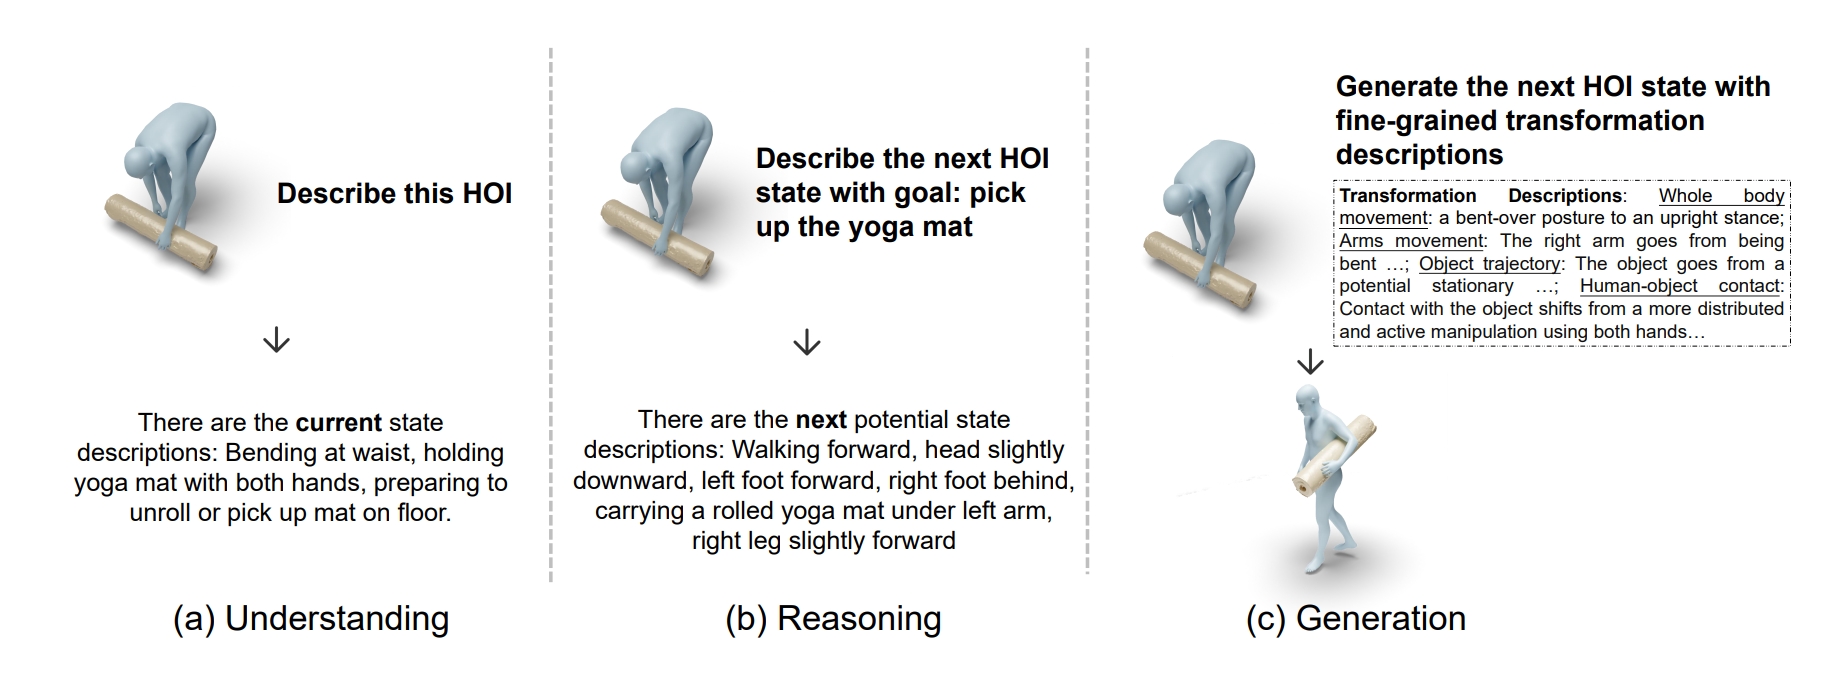 Describe this HOI
There are the current state
descriptions: Bending at waist, holding
yoga mat with both hands, preparing to
unroll or pick up mat on floor.
(a) Understanding
Describe the next HOI
state with goal: pick
up the yoga mat
There are the next potential state
descriptions: Walking forward, head slightly
downward, left foot forward, right foot behind,
carrying a rolled yoga mat under left arm,
right leg slightly forward
(b) Reasoning
Generate the next HOI state with
fine-grained transformation
descriptions
Transformation Descriptions: Whole body
movement: a bent-over posture to an upright stance;
Arms movement: The right arm goes from being
bent …; Object trajectory: The object goes from a
potential stationary …; Human-object contact:
Contact with the object shifts from a more distributed
and active manipulation using both hands…
(c) Generation